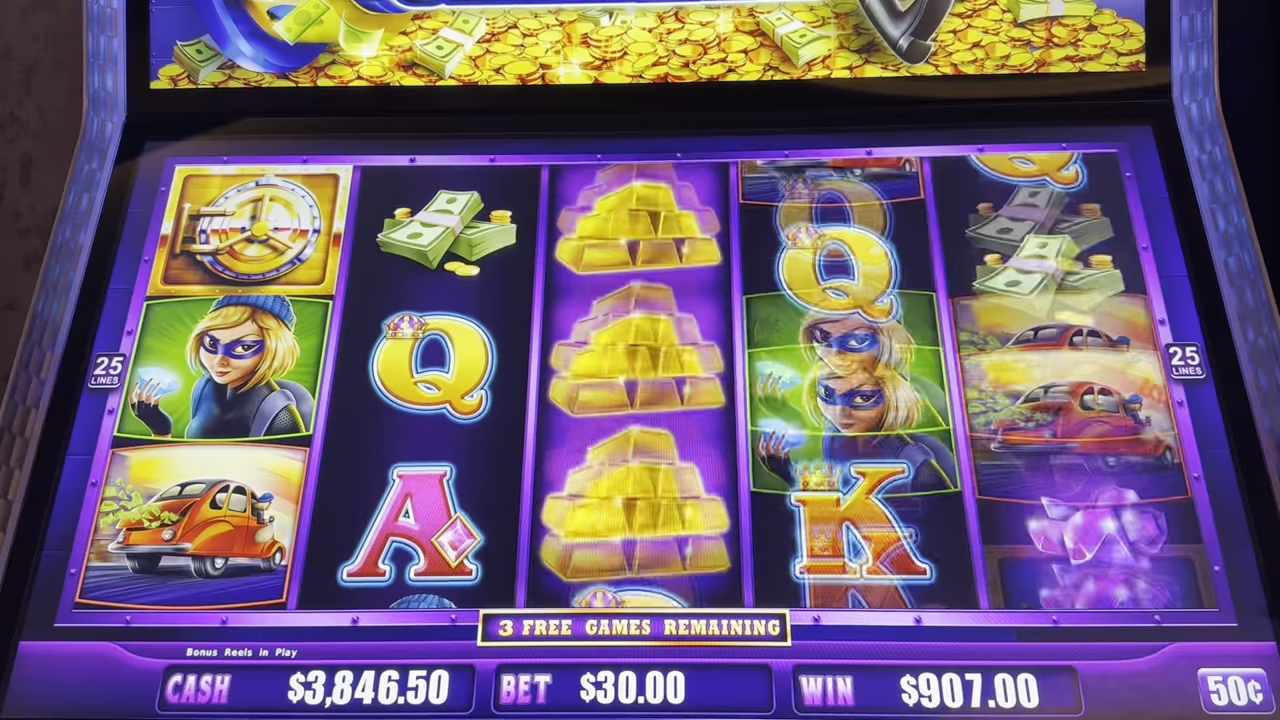 Q
Q
Q
25
LINES
Q
25
LINES
A
K
K
3 FREE GAMES REMAINING
Bonus Reels in Play
CASH $3,846.50 BET $30.00 WIN $907.00 50¢